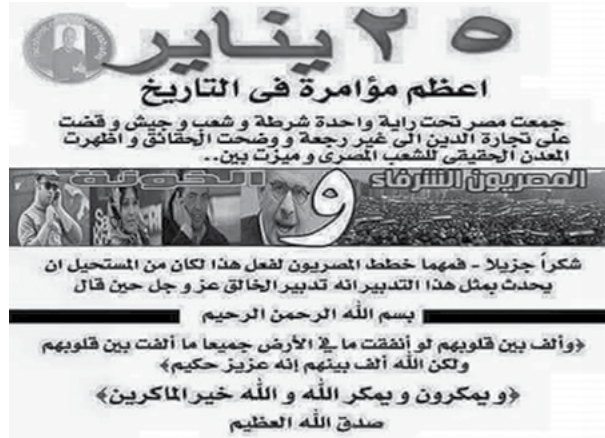 ٢٥ يناير
اعظم مؤامرة فى التاريخ
جمعت مصر تحت راية واحدة شرطة و شعب و جيش و قضت
على تجارة الدين الى غير رجعة و وضحت الحقائق و اظهرت
المعدن الحقيقى للشعب المصرى و ميزت بين..
المصريون الشرفاء و الخونة
شكراً جزيلا - فمهما خطط المصريون لفعل هذا لكان من المستحيل ان
يحدث بمثل هذا التدبير انه تدبير الخالق عز و جل حين قال
بسم الله الرحمن الرحيم
﴿وألف بين قلوبهم لو أنفقت ما في الأرض جميعا ما ألفت بين قلوبهم
ولكن الله ألف بينهم إنه عزيز حكيم﴾
﴿و يمكرون و يمكر الله و الله خير الماكرين﴾
صدق الله العظيم